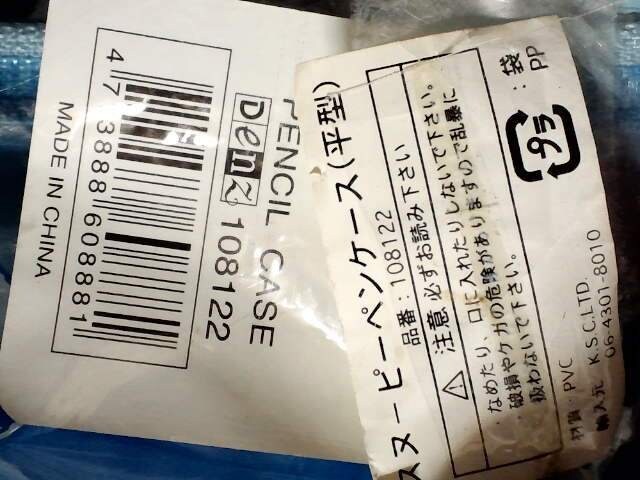 PENCIL CASE
Denz 108122
4 713888 608881
MADE IN CHINA
スヌーピーペンケース(平型)
品番:108122
注意 必ずお読み下さい
・なめたり、口に入れたりしないで下さい。
・破損やケガの危険がありますので乱暴に
扱わないで下さい。
材質:PVC
輸入元 K.S.C.LTD.
06-4301-8010
プラ
:袋
PP